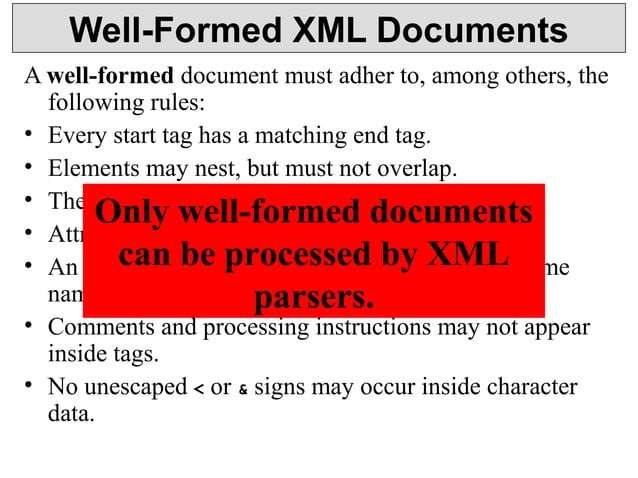 Well-Formed XML Documents
A well-formed document must adher to, among others, the
following rules:
• Every start tag has a matching end tag.
• Elements may nest, but must not overlap.
• The
• Attr
• An me
nam
Only well-formed documents
can be processed by XML
parsers.
• Comments and processing instructions may not appear
inside tags.
• No unescaped < or & signs may occur inside character
data.